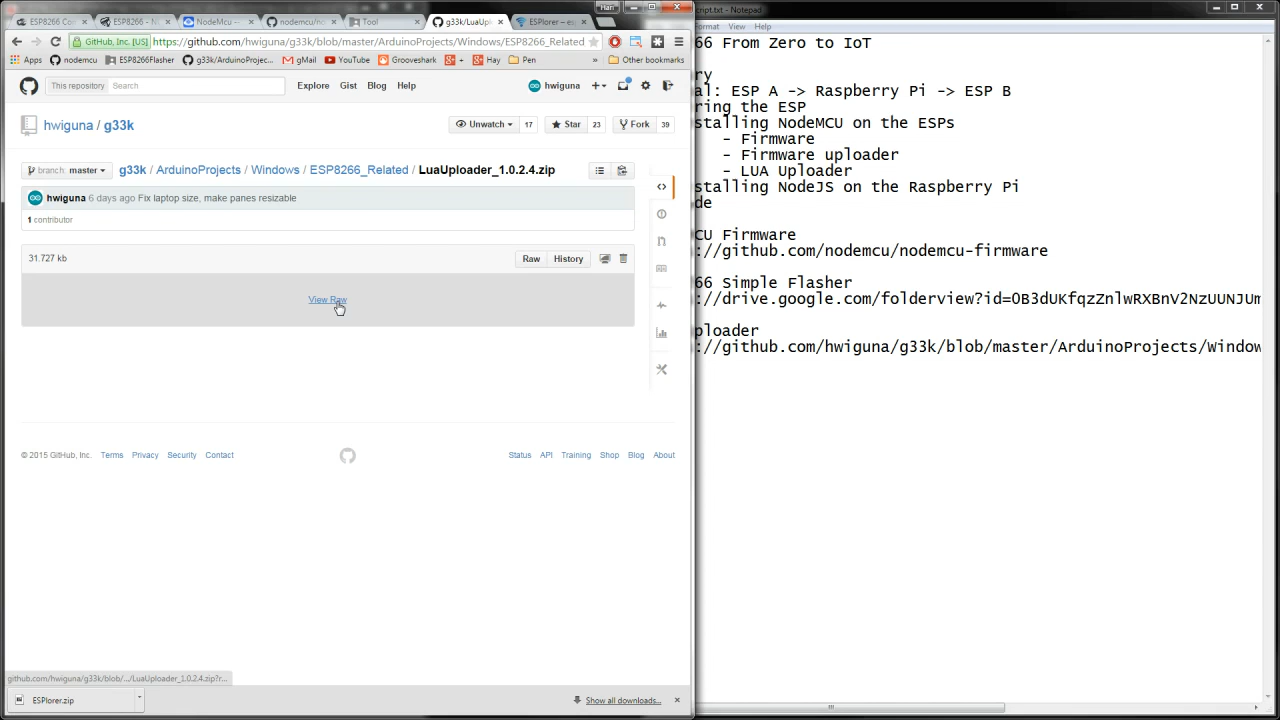 Hari
ESP8266 Com
ESP8266 - N
NodeMcu --
nodemcu/no
Tool
g33k/LuaUpl
ESPlorer – es
script.txt - Notepad
GitHub, Inc. [US]
https://github.com/hwiguna/g33k/blob/master/ArduinoProjects/Windows/ESP8266_Related
ormat View Help
Apps nodemcu ESP8266Flasher g33k/ArduinoProjec... gMail YouTube Grooveshark + Hay Pen » Other bookmarks
This repository Search Explore Gist Blog Help hwiguna
hwiguna / g33k
Unwatch 17 Star 23 Fork 39
branch: master g33k / ArduinoProjects / Windows / ESP8266_Related / LuaUploader_1.0.2.4.zip
hwiguna 6 days ago Fix laptop size, make panes resizable
1 contributor
31.727 kb Raw History
View Raw
© 2015 GitHub, Inc. Terms Privacy Security Contact Status API Training Shop Blog About
github.com/hwiguna/g33k/blob/.../LuaUploader_1.0.2.4.zip?r...
ESPlorer.zip Show all downloads...
66 From Zero to IoT
ry
al: ESP A -> Raspberry Pi -> ESP B
ring the ESP
stalling NodeMCU on the ESPs
- Firmware
- Firmware uploader
- LUA Uploader
stalling NodeJS on the Raspberry Pi
de
CU Firmware
://github.com/nodemcu/nodemcu-firmware
66 Simple Flasher
://drive.google.com/folderview?id=0B3dUKfqzZnlwRXBnV2NzUUNJUm
ploader
://github.com/hwiguna/g33k/blob/master/ArduinoProjects/Window